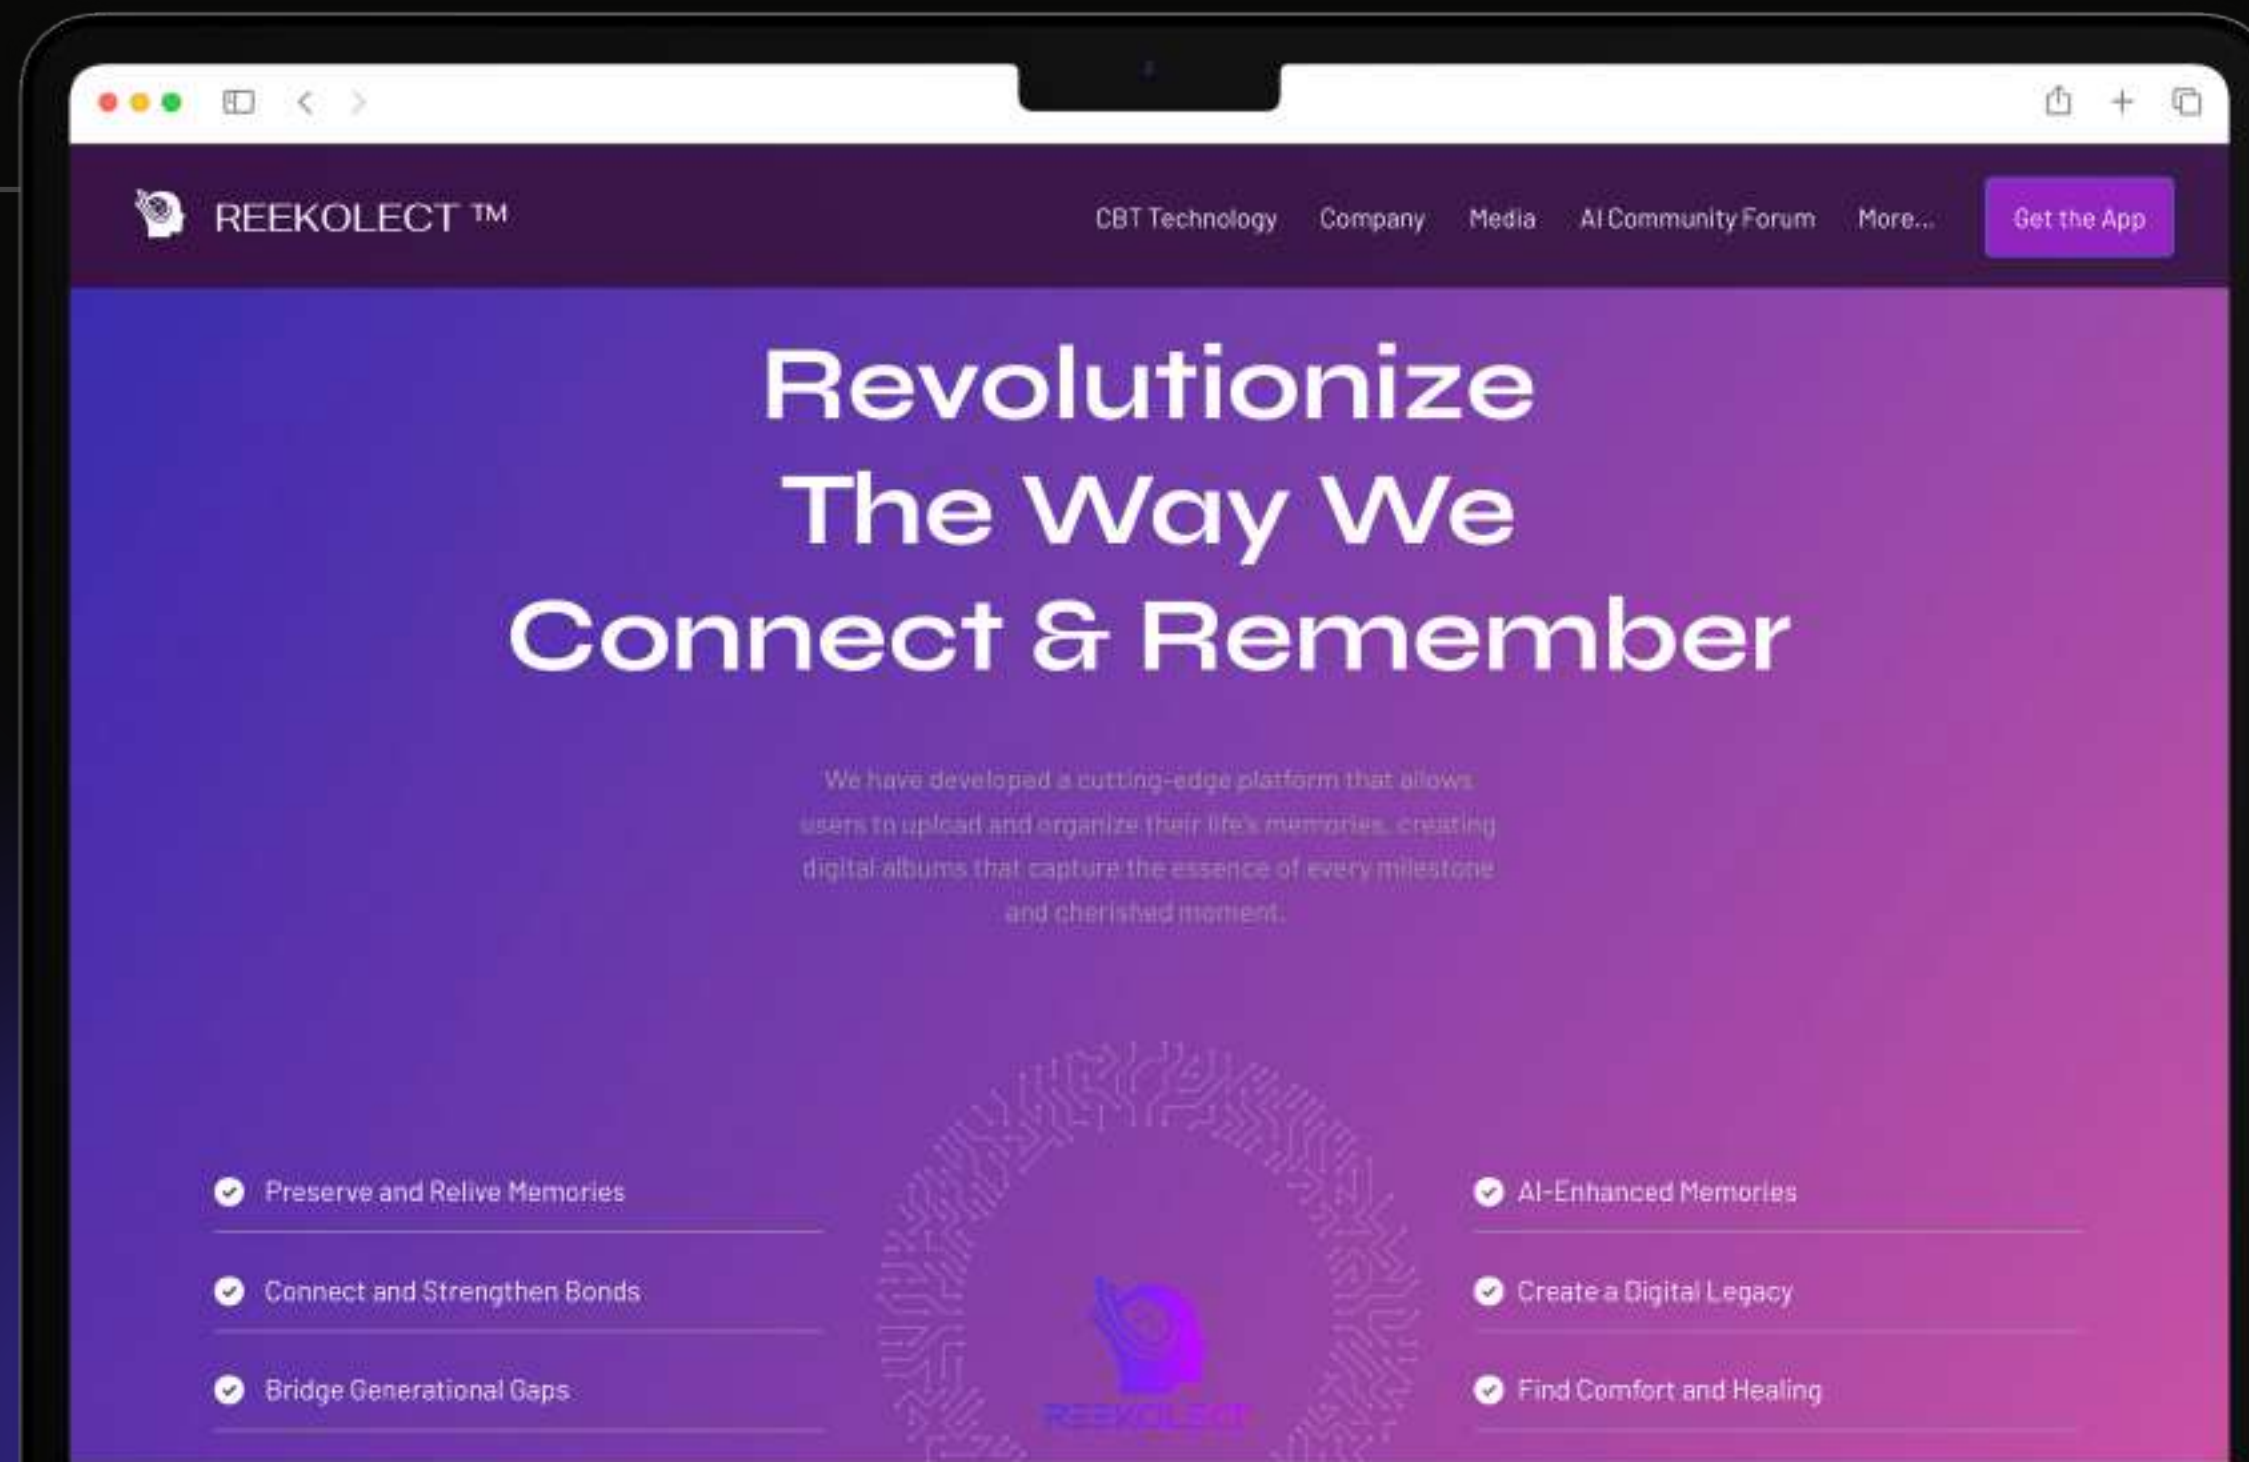 REEKOLECT ™
CBT Technology
Company
Media
AI Community Forum
More...
Get the App
Revolutionize
The Way We
Connect & Remember
We have developed a cutting-edge platform that allows
users to upload and organize their life's memories, creating
digital albums that capture the essence of every milestone
and cherished moment.
Preserve and Relive Memories
Connect and Strengthen Bonds
Bridge Generational Gaps
REEKOLECT
AI-Enhanced Memories
Create a Digital Legacy
Find Comfort and Healing